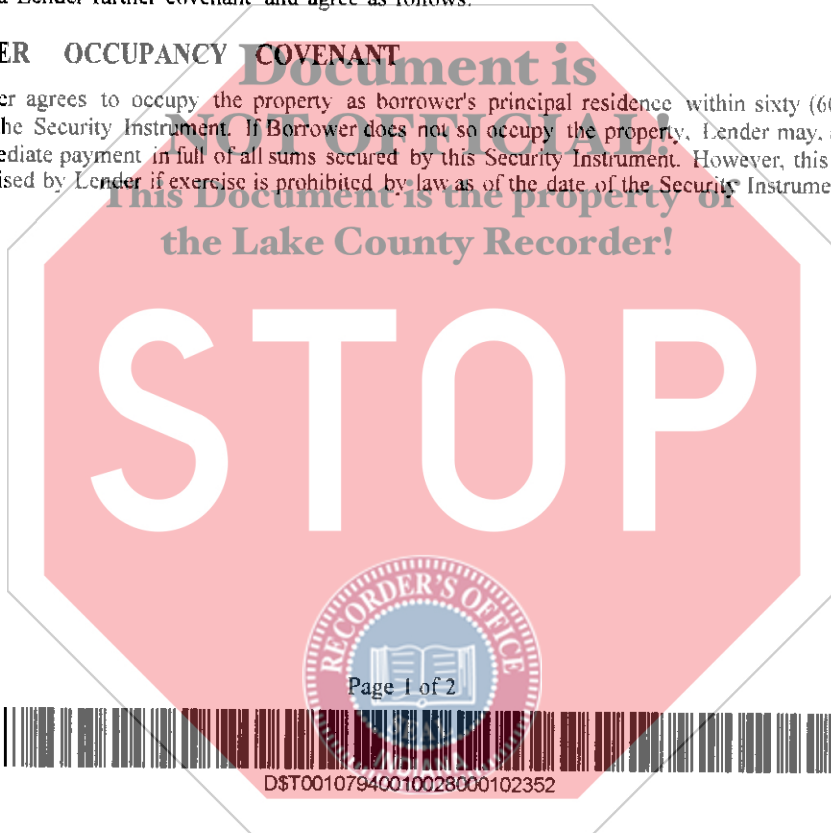 Lender further covenant and agree as follows:
ER OCCUPANCY COVENANT
Document is
er agrees to occupy the property as borrower's principal residence within sixty (60
he Security Instrument. If Borrower does not so occupy the property, Lender may,
NOT OFFICIAL!
ediate payment in full of all sums secured by this Security Instrument. However, this
ised by Lender if exercise is prohibited by law as of the date of the Security Instrume
This Document is the property of
the Lake County Recorder!
STOP
RECORDER'S OFFICE
Page 1 of 2
SEAL
INDIANA
D$T00107940010028000102352